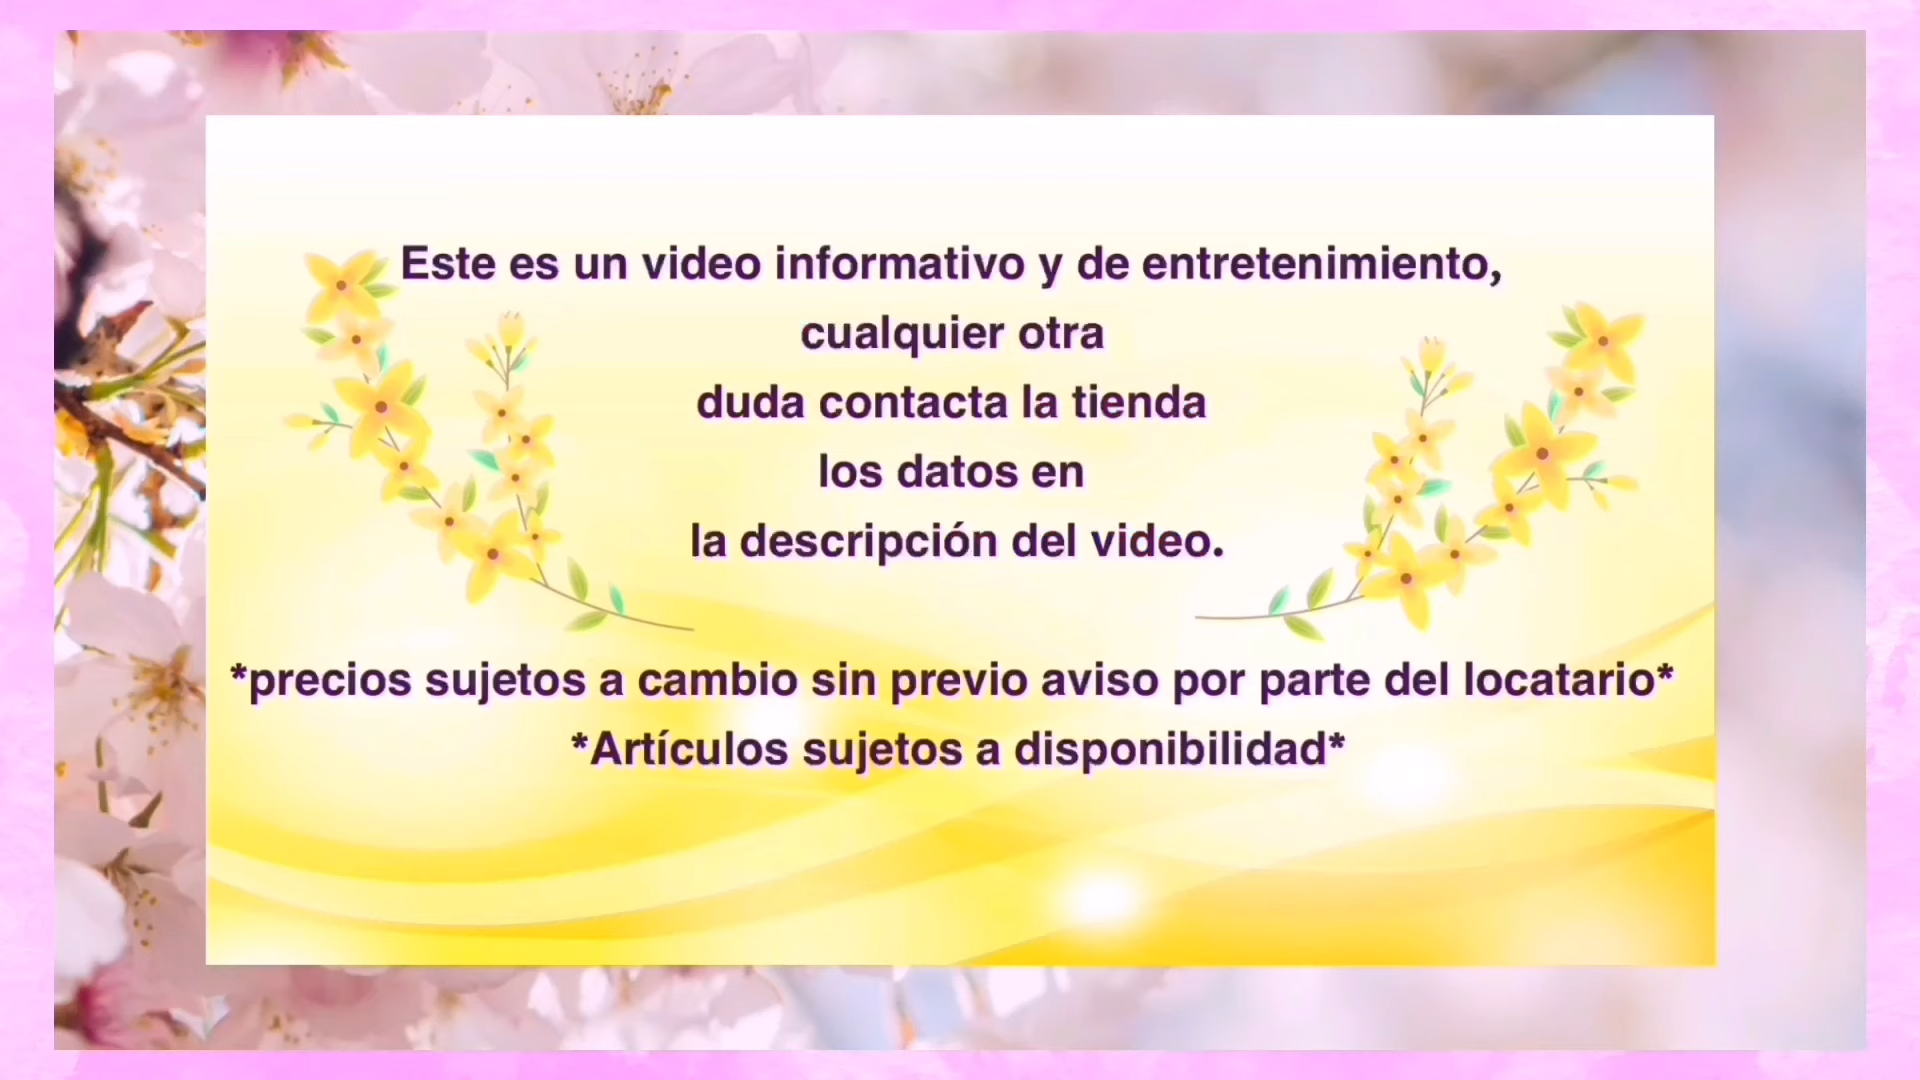 Este es un video informativo y de entretenimiento,
cualquier otra
duda contacta la tienda
los datos en
la descripción del video.
*precios sujetos a cambio sin previo aviso por parte del locatario*
*Artículos sujetos a disponibilidad*